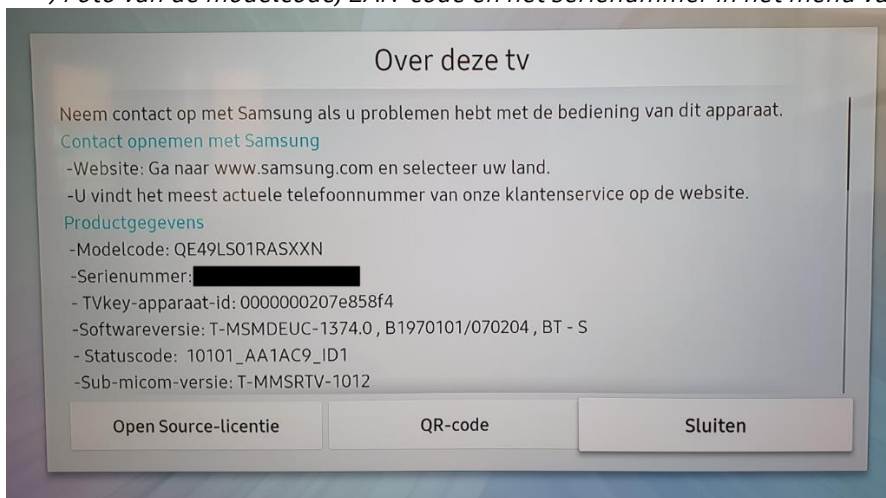 Over deze tv
Neem contact op met Samsung als u problemen hebt met de bediening van dit apparaat.
Contact opnemen met Samsung
-Website: Ga naar www.samsung.com en selecteer uw land.
-U vindt het meest actuele telefoonnummer van onze klantenservice op de website.
Productgegevens
-Modelcode: QE49LS01RASXXN
-Serienummer:
- TVkey-apparaat-id: 0000000207e858f4
-Softwareversie: T-MSMDEUC-1374.0 , B1970101/070204 , BT - S
- Statuscode: 10101_AA1AC9_ID1
-Sub-micom-versie: T-MMSRTV-1012
Open Source-licentie QR-code Sluiten